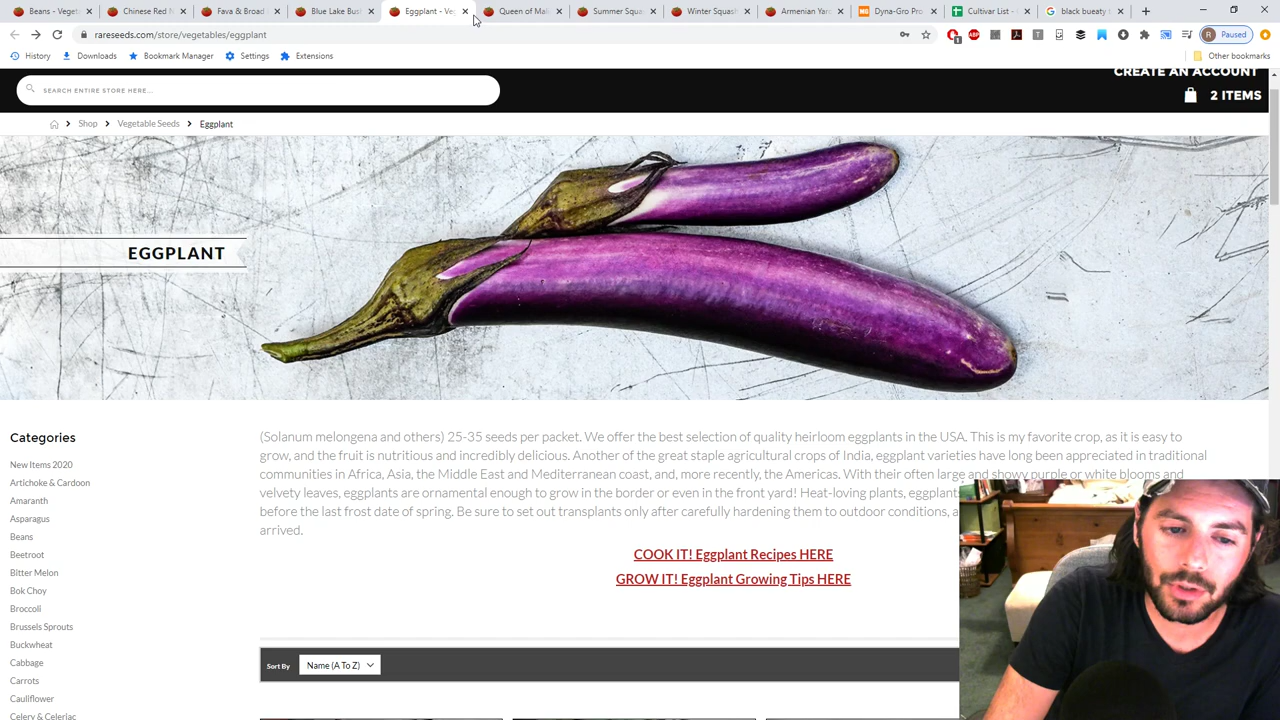 Beans - Veget
Chinese Red N
Fava & Broad
Blue Lake Bus
Eggplant - Veg
Queen of Mal
Summer Squa
Winter Squas
Armenian Yar
Dyna-Gro Pro
Cultivar List -
black bueaty t
rareseeds.com/store/vegetables/eggplant
Paused
History
Downloads
Bookmark Manager
Settings
Extensions
Other bookmarks
CREATE AN ACCOUNT
SEARCH ENTIRE STORE HERE...
2 ITEMS
Shop
Vegetable Seeds
Eggplant
EGGPLANT
Categories
New Items 2020
Artichoke & Cardoon
Amaranth
Asparagus
Beans
Beetroot
Bitter Melon
Bok Choy
Broccoli
Brussels Sprouts
Buckwheat
Cabbage
Carrots
Cauliflower
Celery & Celeriac
(Solanum melongena and others) 25-35 seeds per packet. We offer the best selection of quality heirloom eggplants in the USA. This is my favorite crop, as it is easy to
grow, and the fruit is nutritious and incredibly delicious. Another of the great staple agricultural crops of India, eggplant varieties have long been appreciated in traditional
communities in Africa, Asia, the Middle East and Mediterranean coast, and, more recently, the Americas. With their often large and showy purple or white blooms and
velvety leaves, eggplants are ornamental enough to grow in the border or even in the front yard! Heat-loving plants, eggplants
before the last frost date of spring. Be sure to set out transplants only after carefully hardening them to outdoor conditions, a
arrived.
COOK IT! Eggplant Recipes HERE
GROW IT! Eggplant Growing Tips HERE
Sort By
Name (A To Z)